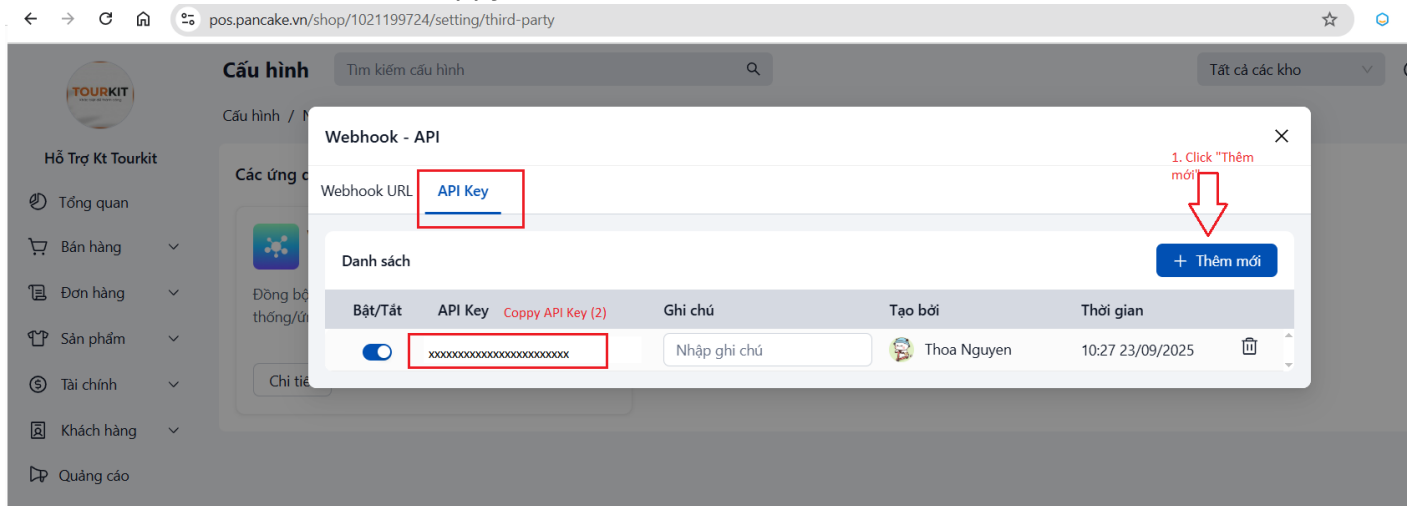 pos.pancake.vn/shop/1021199724/setting/third-party
TOURKIT
Cấu hình
Tìm kiếm cấu hình
Tất cả các kho
Cấu hình /
Hỗ Trợ Kt Tourkit
Webhook - API
1. Click "Thêm
mới"
Các ứng
Webhook URL
API Key
Tổng quan
Bán hàng
Danh sách
+ Thêm mới
Đơn hàng
Đồng bộ
thống/ứ
Bật/Tắt
API Key
Coppy API Key (2)
Ghi chú
Tạo bởi
Thời gian
Sản phẩm
xxxxxxxxxxxxxxxxxxxxxxxxx
Nhập ghi chú
Thoa Nguyen
10:27 23/09/2025
Tài chính
Chi tiế
Khách hàng
Quảng cáo